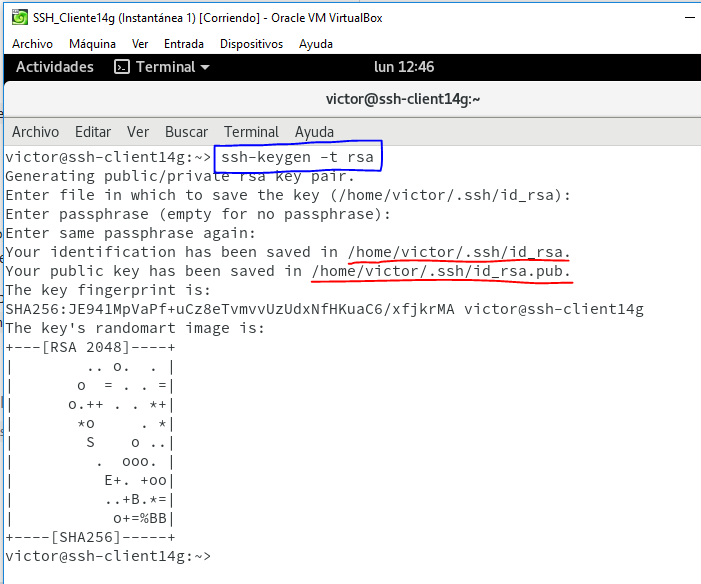 SSH_Cliente14g (Instantánea 1) [Corriendo] - Oracle VM VirtualBox
Archivo Máquina Ver Entrada Dispositivos Ayuda
Actividades Terminal lun 12:46
victor@ssh-client14g:~
Archivo Editar Ver Buscar Terminal Ayuda
victor@ssh-client14g:~> ssh-keygen -t rsa
Generating public/private rsa key pair.
Enter file in which to save the key (/home/victor/.ssh/id_rsa):
Enter passphrase (empty for no passphrase):
Enter same passphrase again:
Your identification has been saved in /home/victor/.ssh/id_rsa.
Your public key has been saved in /home/victor/.ssh/id_rsa.pub.
The key fingerprint is:
SHA256:JE941MpVaPf+uCz8eTvmvvUzUdxNfHKuaC6/xfjkrMA victor@ssh-client14g
The key's randomart image is:
+---[RSA 2048]----+
|        .. o.  . |
|       o  = . . =|
|      o.++ . . *+|
|       *o     . *|
|        S    o ..|
|         .  ooo. |
|          E+. +oo|
|          ..+B.*=|
|           o+=%BB|
+----[SHA256]-----+
victor@ssh-client14g:~>